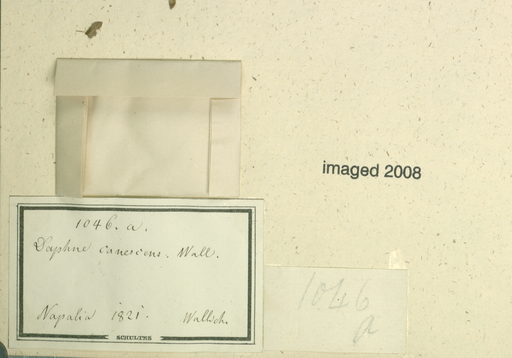 imaged 2008
1046. a.
Daphne canescens. Wall.
Napalia 1821. Wallich.
SCHULTES
1046
a